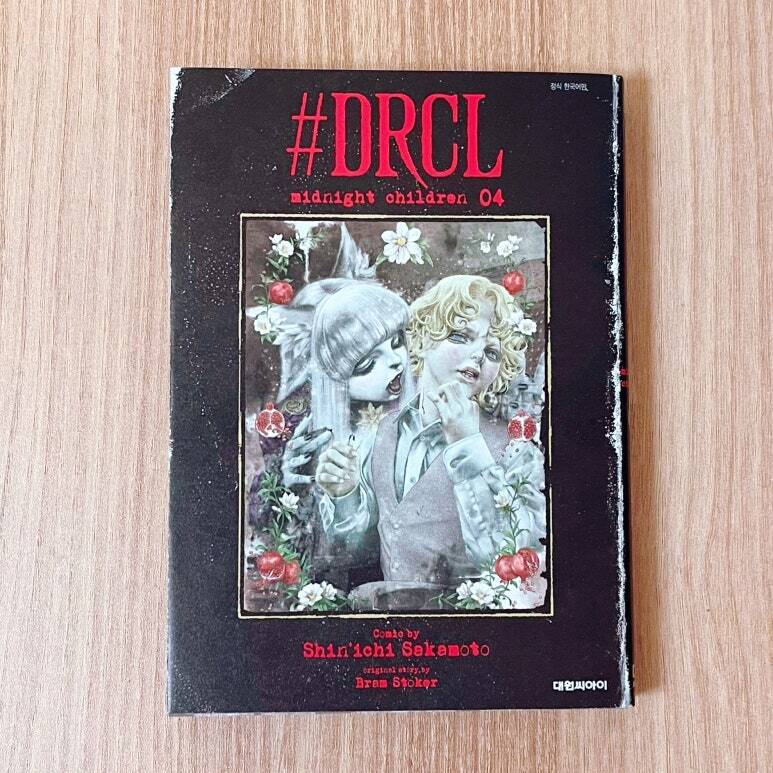 정식 한국어판
#DRCL
midnight children 04
Comic by
Shin'ichi Sakamoto
original story by
Bram Stoker
대원씨아이